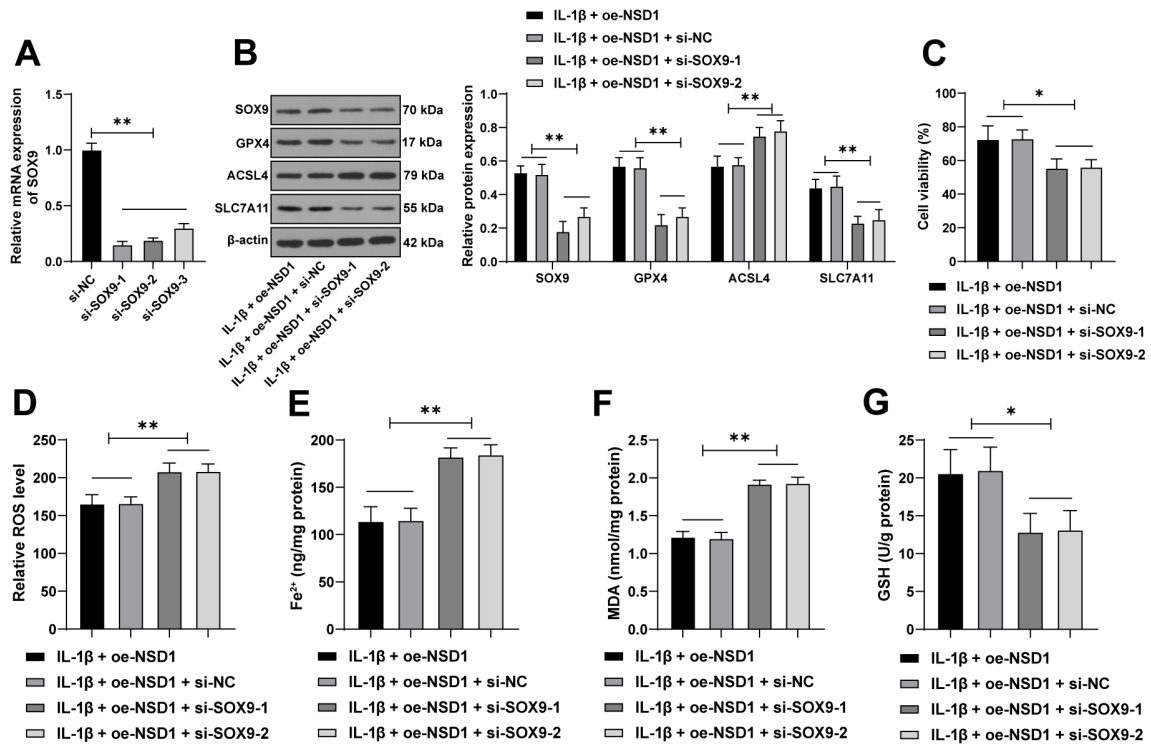 A
Relative mRNA expression
of SOX9
1.5
1.0
0.5
0.0
**
si-NC
si-SOX9-1
si-SOX9-2
si-SOX9-3
B
SOX9
70 kDa
GPX4
17 kDa
ACSL4
79 kDa
SLC7A11
55 kDa
β-actin
42 kDa
IL-1β + oe-NSD1
IL-1β + oe-NSD1 + si-NC
IL-1β + oe-NSD1 + si-SOX9-1
IL-1β + oe-NSD1 + si-SOX9-2
IL-1β + oe-NSD1
IL-1β + oe-NSD1 + si-NC
IL-1β + oe-NSD1 + si-SOX9-1
IL-1β + oe-NSD1 + si-SOX9-2
Relative protein expression
1.0
0.8
0.6
0.4
0.2
0.0
**
**
**
**
SOX9
GPX4
ACSL4
SLC7A11
C
Cell viability (%)
100
80
60
40
20
0
*
IL-1β + oe-NSD1
IL-1β + oe-NSD1 + si-NC
IL-1β + oe-NSD1 + si-SOX9-1
IL-1β + oe-NSD1 + si-SOX9-2
D
Relative ROS level
250
200
150
100
50
0
**
IL-1β + oe-NSD1
IL-1β + oe-NSD1 + si-NC
IL-1β + oe-NSD1 + si-SOX9-1
IL-1β + oe-NSD1 + si-SOX9-2
E
Fe²⁺ (ng/mg protein)
200
150
100
50
0
**
IL-1β + oe-NSD1
IL-1β + oe-NSD1 + si-NC
IL-1β + oe-NSD1 + si-SOX9-1
IL-1β + oe-NSD1 + si-SOX9-2
F
MDA (nmol/mg protein)
2.5
2.0
1.5
1.0
0.5
0.0
**
IL-1β + oe-NSD1
IL-1β + oe-NSD1 + si-NC
IL-1β + oe-NSD1 + si-SOX9-1
IL-1β + oe-NSD1 + si-SOX9-2
G
GSH (U/g protein)
25
20
15
10
5
0
*
IL-1β + oe-NSD1
IL-1β + oe-NSD1 + si-NC
IL-1β + oe-NSD1 + si-SOX9-1
IL-1β + oe-NSD1 + si-SOX9-2